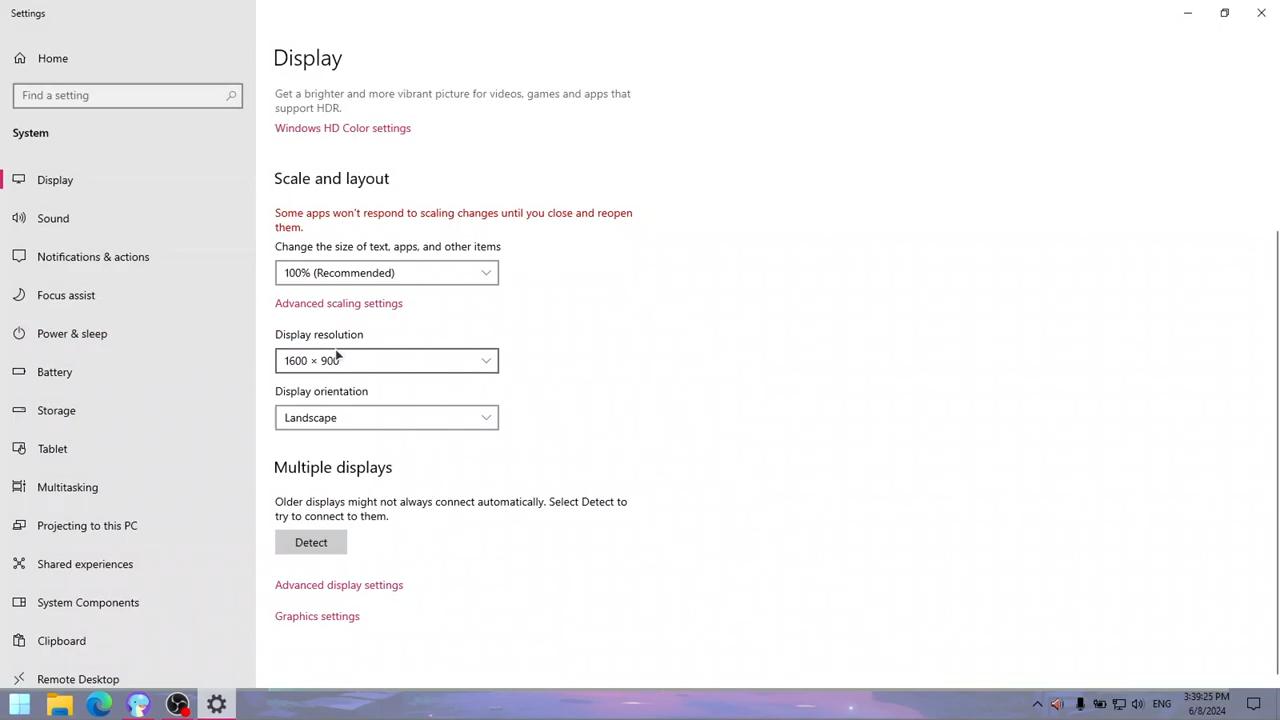 Settings
Home
Find a setting
System
Display
Sound
Notifications & actions
Focus assist
Power & sleep
Battery
Storage
Tablet
Multitasking
Projecting to this PC
Shared experiences
System Components
Clipboard
Remote Desktop
Display
Get a brighter and more vibrant picture for videos, games and apps that
support HDR.
Windows HD Color settings
Scale and layout
Some apps won't respond to scaling changes until you close and reopen
them.
Change the size of text, apps, and other items
100% (Recommended)
Advanced scaling settings
Display resolution
1600 × 900
Display orientation
Landscape
Multiple displays
Older displays might not always connect automatically. Select Detect to
try to connect to them.
Detect
Advanced display settings
Graphics settings
ENG
3:39:25 PM
6/8/2024